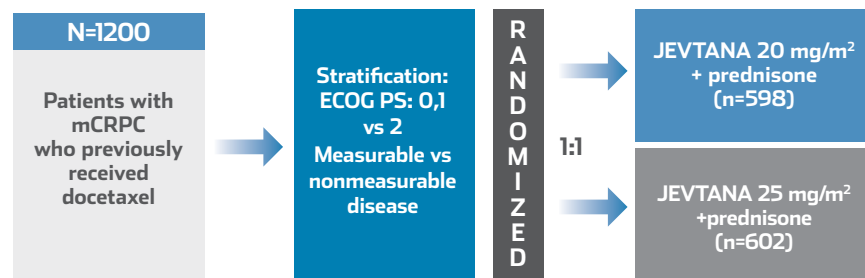 N=1200
Patients with
mCRPC
who previously
received
docetaxel
Stratification:
ECOG PS: 0,1
vs 2
Measurable vs
nonmeasurable
disease
RANDOMIZED
1:1
JEVTANA 20 mg/m²
+ prednisone
(n=598)
JEVTANA 25 mg/m²
+prednisone
(n=602)